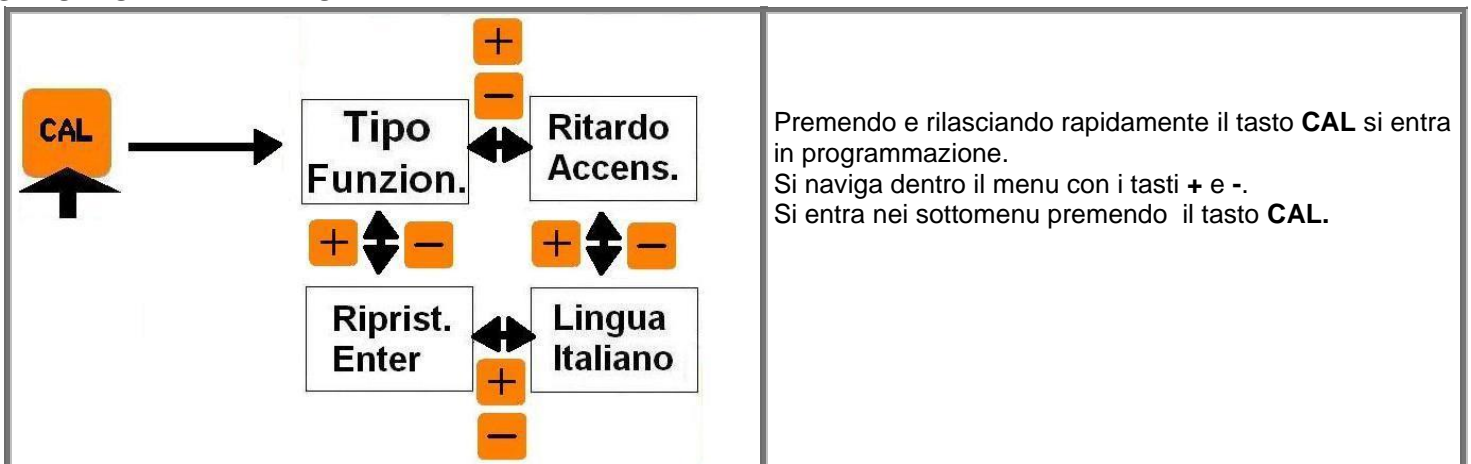 +
−
CAL
Tipo
Funzion.
Ritardo
Accens.
+ −
+ −
Riprist.
Enter
Lingua
Italiano
+
−
Premendo e rilasciando rapidamente il tasto CAL si entra
in programmazione.
Si naviga dentro il menu con i tasti + e -.
Si entra nei sottomenu premendo il tasto CAL.